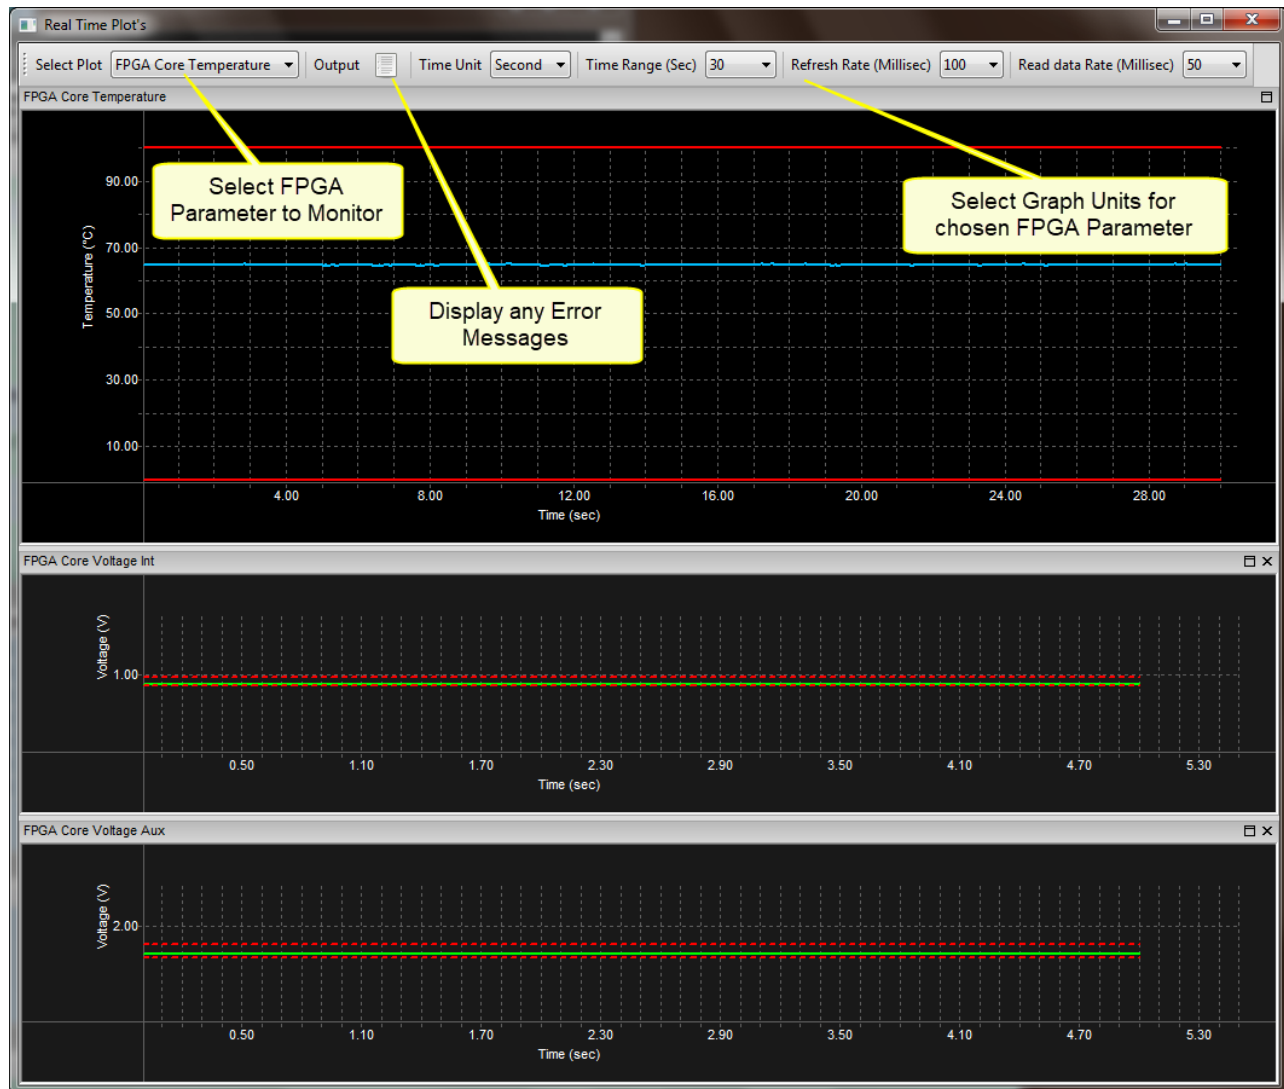 Real Time Plot's
Select Plot FPGA Core Temperature Output Time Unit Second Time Range (Sec) 30 Refresh Rate (Millisec) 100 Read data Rate (Millisec) 50
FPGA Core Temperature
Select FPGA
Parameter to Monitor
Select Graph Units for
chosen FPGA Parameter
Display any Error
Messages
Temperature (°C)
90.00
70.00
50.00
30.00
10.00
4.00 8.00 12.00 16.00 20.00 24.00 28.00
Time (sec)
FPGA Core Voltage Int
Voltage (V)
1.00
0.50 1.10 1.70 2.30 2.90 3.50 4.10 4.70 5.30
Time (sec)
FPGA Core Voltage Aux
Voltage (V)
2.00
0.50 1.10 1.70 2.30 2.90 3.50 4.10 4.70 5.30
Time (sec)